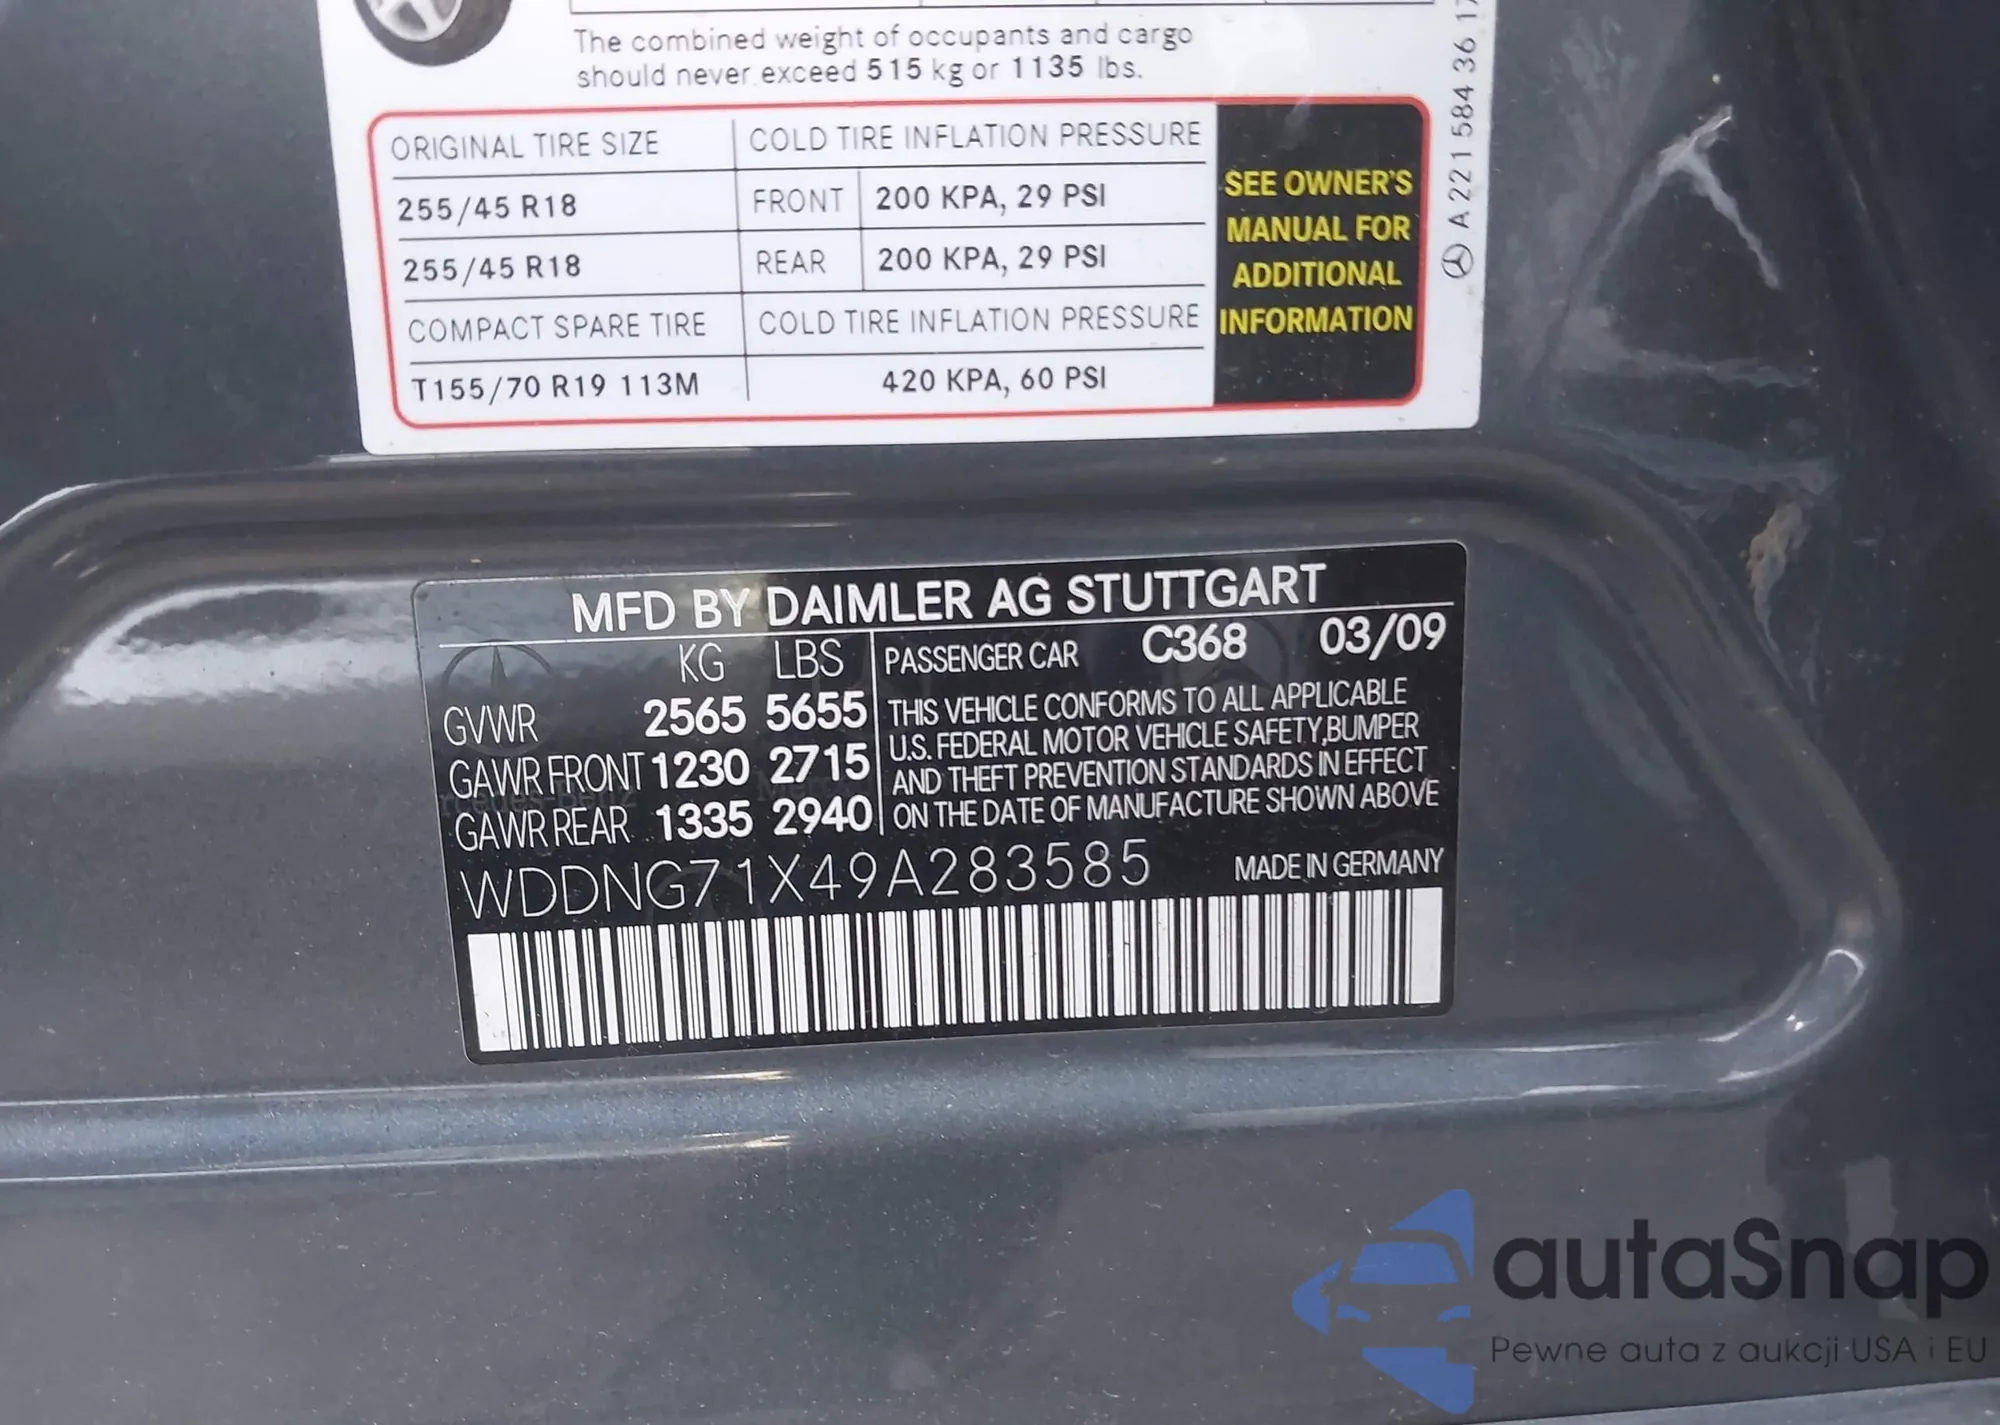 The combined weight of occupants and cargo
should never exceed 515 kg or 1135 lbs.
ORIGINAL TIRE SIZE COLD TIRE INFLATION PRESSURE
255/45 R18 FRONT 200 KPA, 29 PSI
255/45 R18 REAR 200 KPA, 29 PSI
COMPACT SPARE TIRE COLD TIRE INFLATION PRESSURE
T155/70 R19 113M 420 KPA, 60 PSI
SEE OWNER'S
MANUAL FOR
ADDITIONAL
INFORMATION
A 221 584 36 17
MFD BY DAIMLER AG STUTTGART
KG LBS PASSENGER CAR C368 03/09
GVWR 2565 5655
GAWR FRONT 1230 2715
GAWR REAR 1335 2940
THIS VEHICLE CONFORMS TO ALL APPLICABLE
U.S. FEDERAL MOTOR VEHICLE SAFETY,BUMPER
AND THEFT PREVENTION STANDARDS IN EFFECT
ON THE DATE OF MANUFACTURE SHOWN ABOVE
WDDNG71X49A283585 MADE IN GERMANY
autaSnap
Pewne auta z aukcji USA i EU